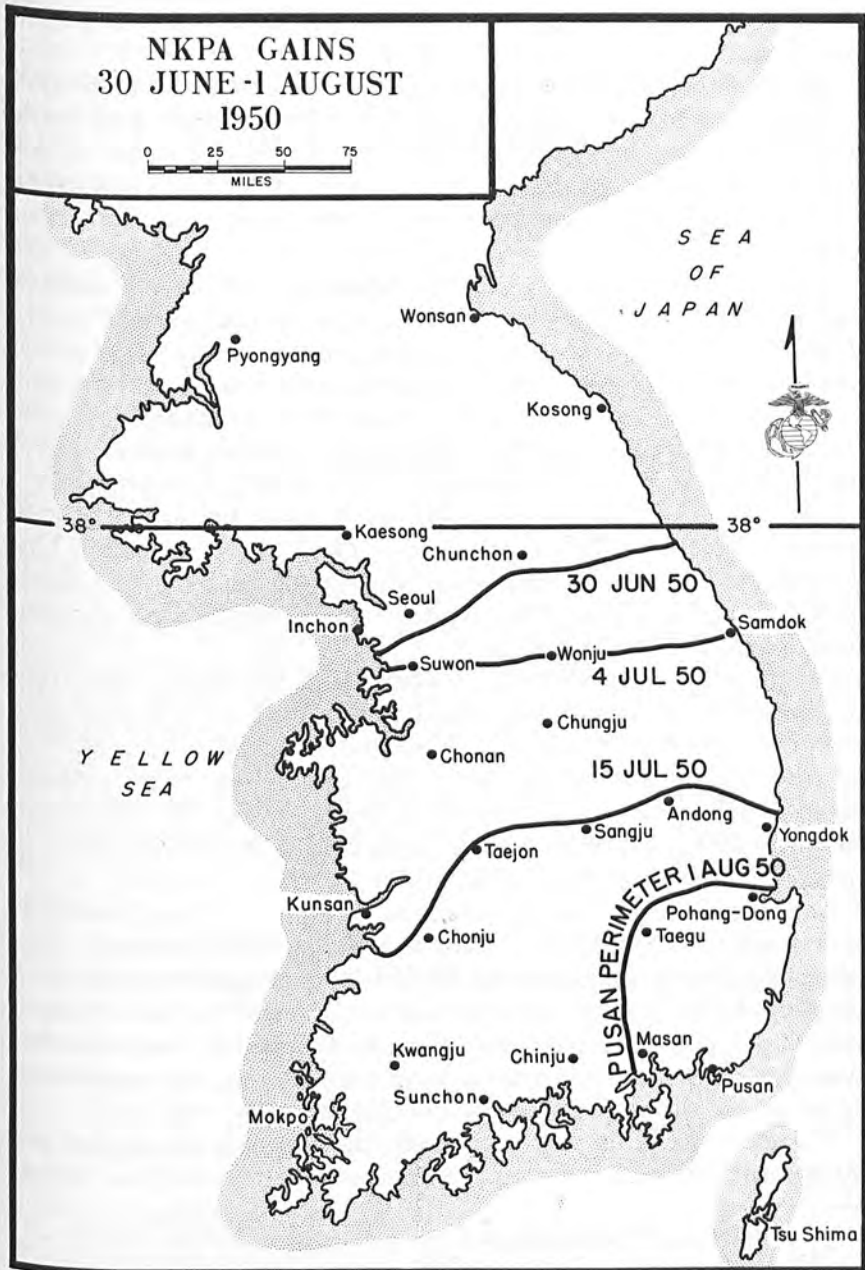 NKPA GAINS
30 JUNE - 1 AUGUST
1950
0 25 50 75
MILES
SEA
OF
JAPAN
Wonsan
Pyongyang
Kosong
38° 38°
Kaesong
Chunchon
30 JUN 50
Seoul
Inchon
Samdok
Suwon
Wonju
4 JUL 50
Chungju
YELLOW
SEA
Chonan
15 JUL 50
Andong
Sangju
Yongdok
Taejon
PUSAN PERIMETER 1 AUG 50
Kunsan
Pohang-Dong
Chonju
Taegu
Masan
Kwangju
Chinju
Pusan
Sunchon
Mokpo
Tsu Shima